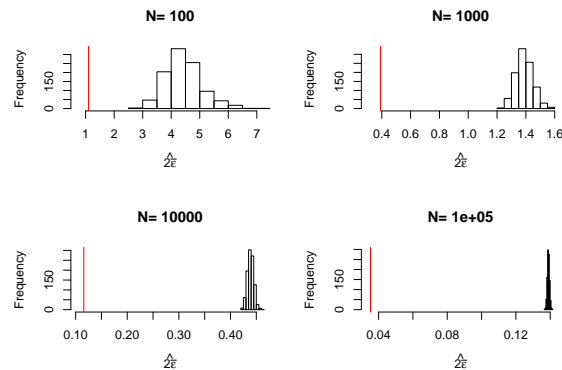 N= 100
Frequency
150
0
1 2 3 4 5 6 7
2ε̂
N= 1000
Frequency
150
0
0.4 0.6 0.8 1.0 1.2 1.4 1.6
2ε̂
N= 10000
Frequency
150
0
0.10 0.20 0.30 0.40
2ε̂
N= 1e+05
Frequency
150
0
0.04 0.08 0.12
2ε̂